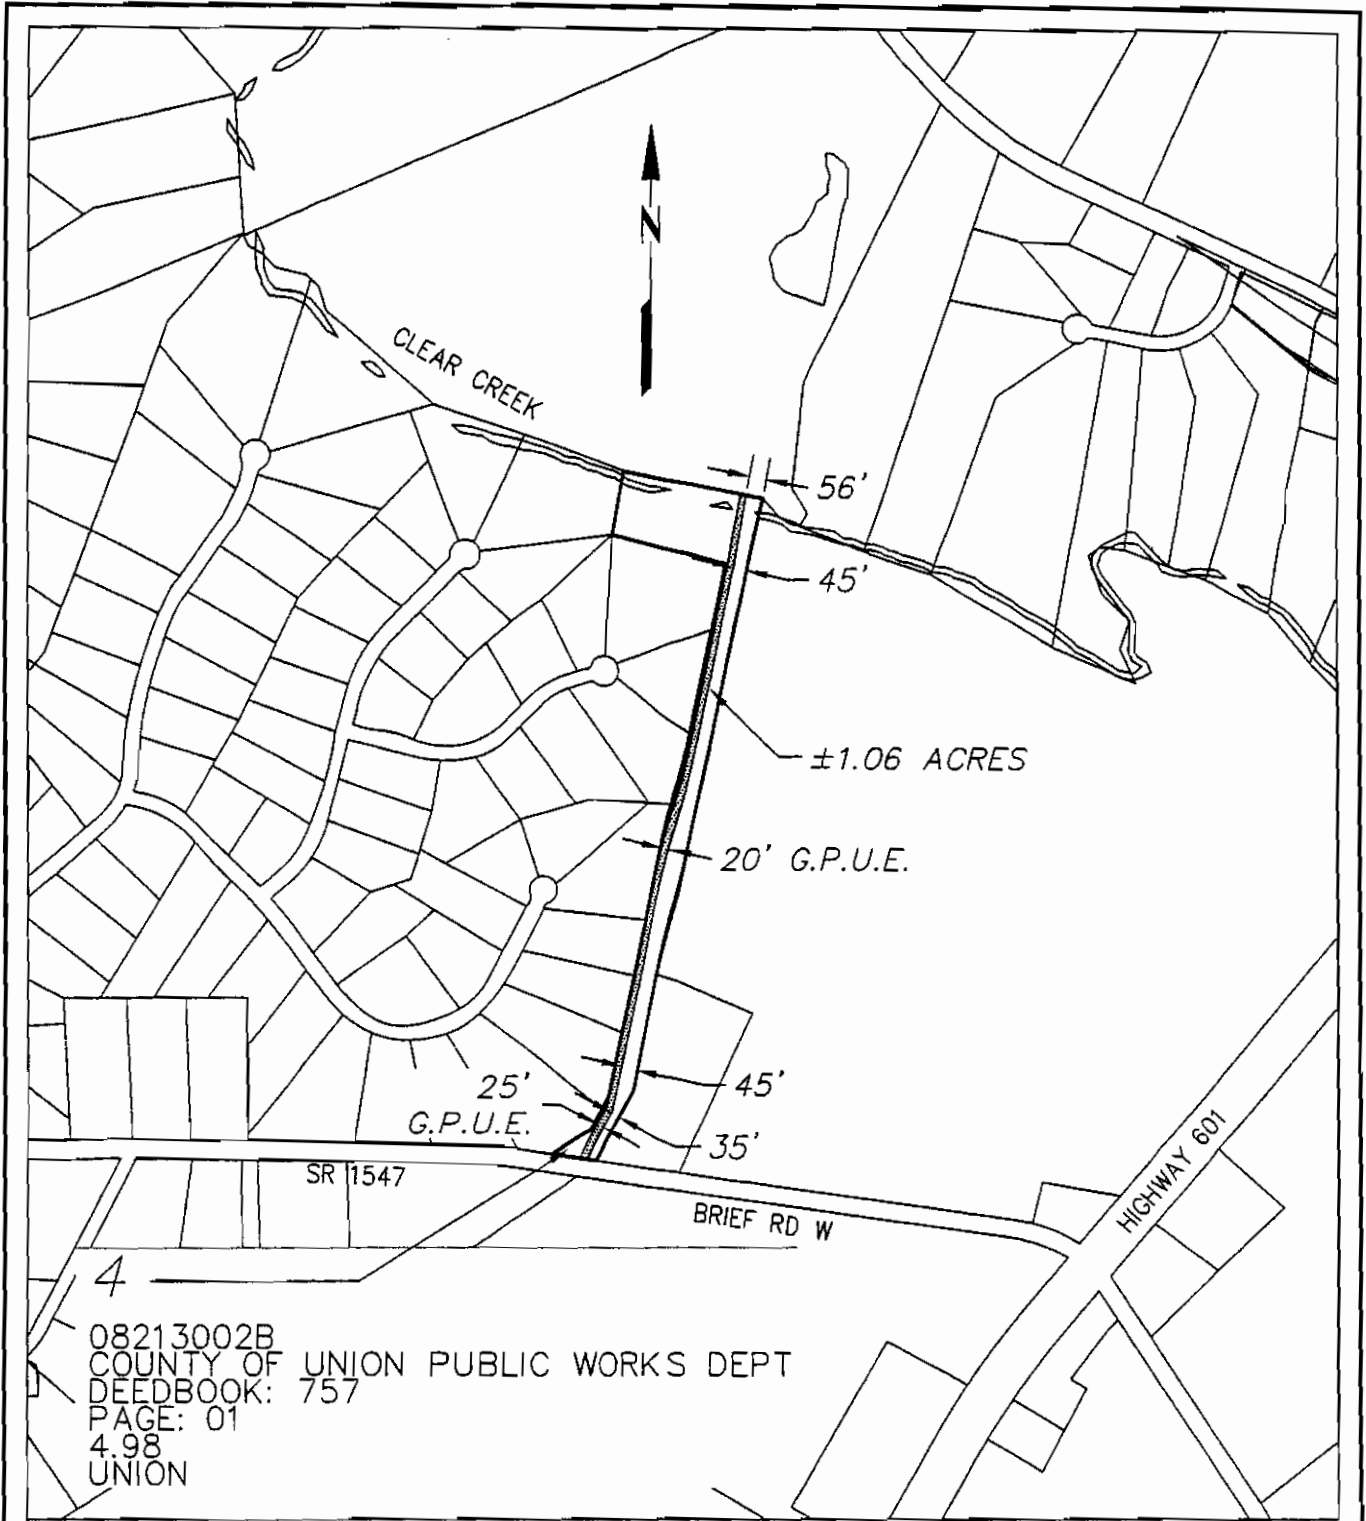 N
CLEAR CREEK
56'
45'
±1.06 ACRES
20' G.P.U.E.
25'
G.P.U.E.
45'
35'
SR 1547
BRIEF RD W
HIGHWAY 601
4
08213002B
COUNTY OF UNION PUBLIC WORKS DEPT
DEEDBOOK: 757
PAGE: 01
4.98
UNION